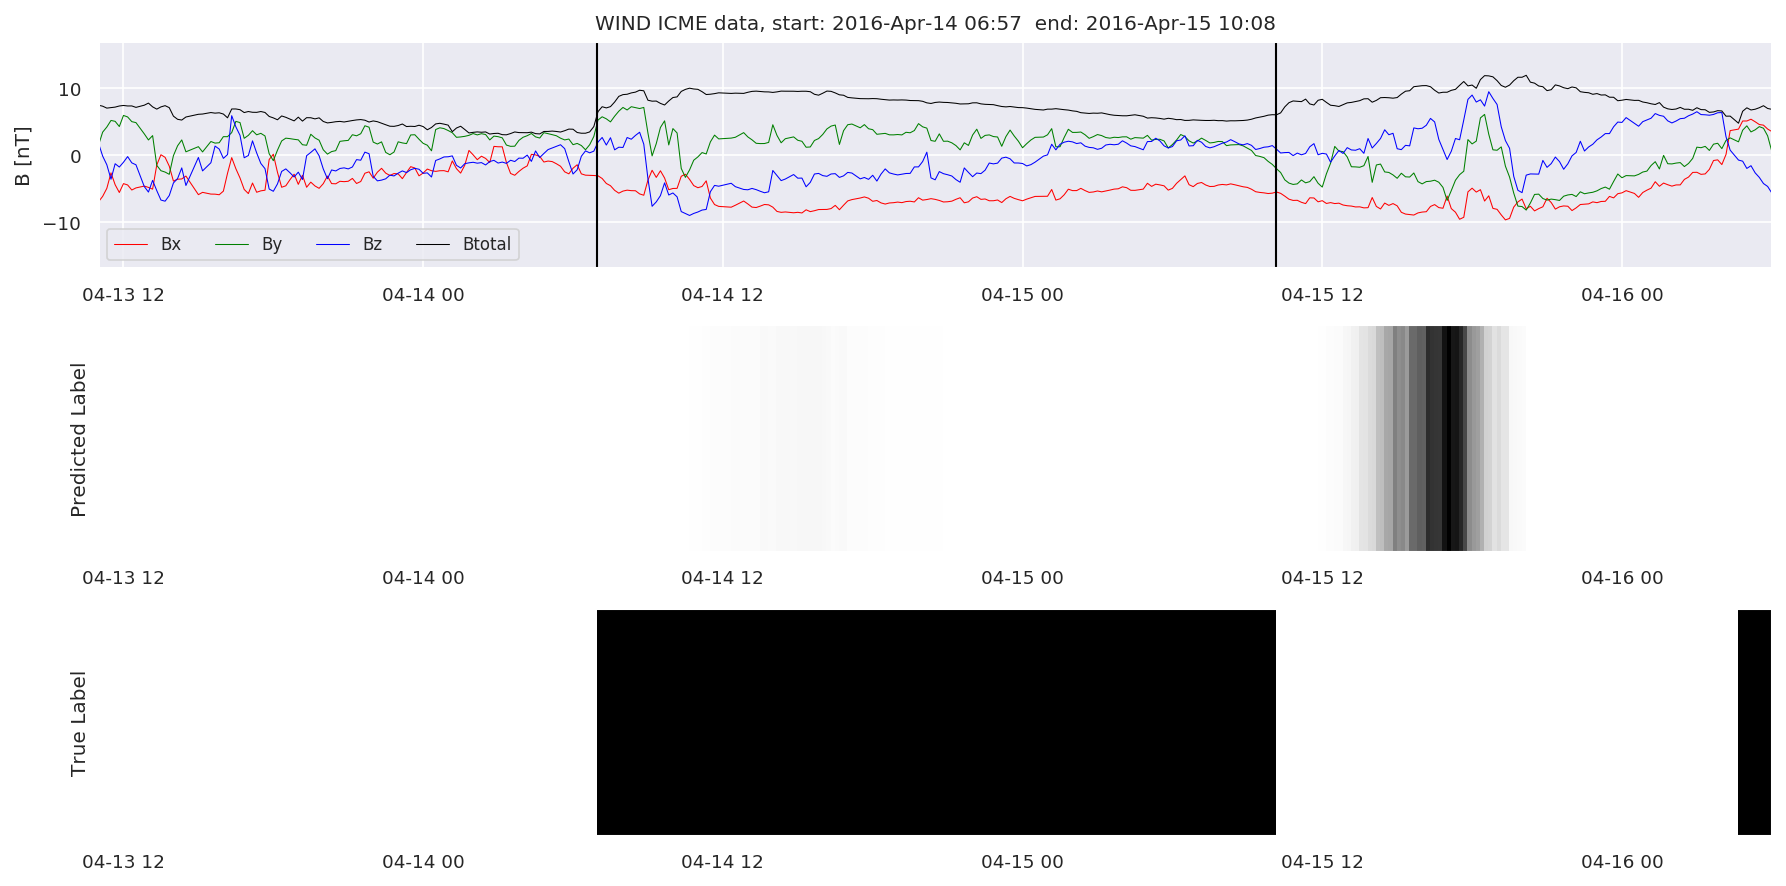 WIND ICME data, start: 2016-Apr-14 06:57  end: 2016-Apr-15 10:08
B [nT]
10
0
−10
Bx By Bz Btotal
04-13 12 04-14 00 04-14 12 04-15 00 04-15 12 04-16 00
Predicted Label
04-13 12 04-14 00 04-14 12 04-15 00 04-15 12 04-16 00
True Label
04-13 12 04-14 00 04-14 12 04-15 00 04-15 12 04-16 00